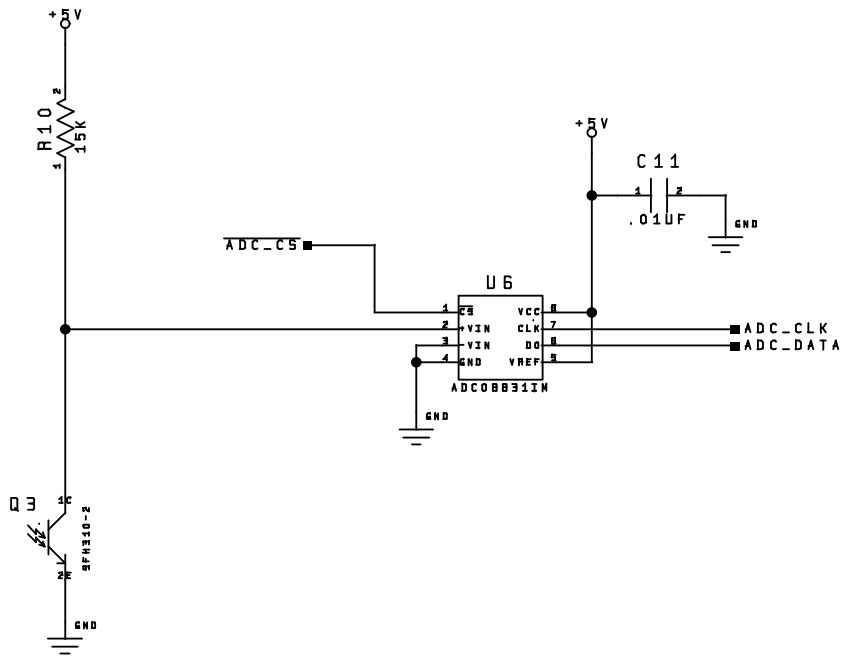 +5V
R10
15K
2
1
+5V
C11
1
2
.01UF
GND
ADC_CS
U6
1
CS
VCC
8
2
+VIN
CLK
7
ADC_CLK
3
-VIN
DO
6
ADC_DATA
4
GND
VREF
5
ADC08831IM
GND
Q3
1C
SFH310-2
2E
GND